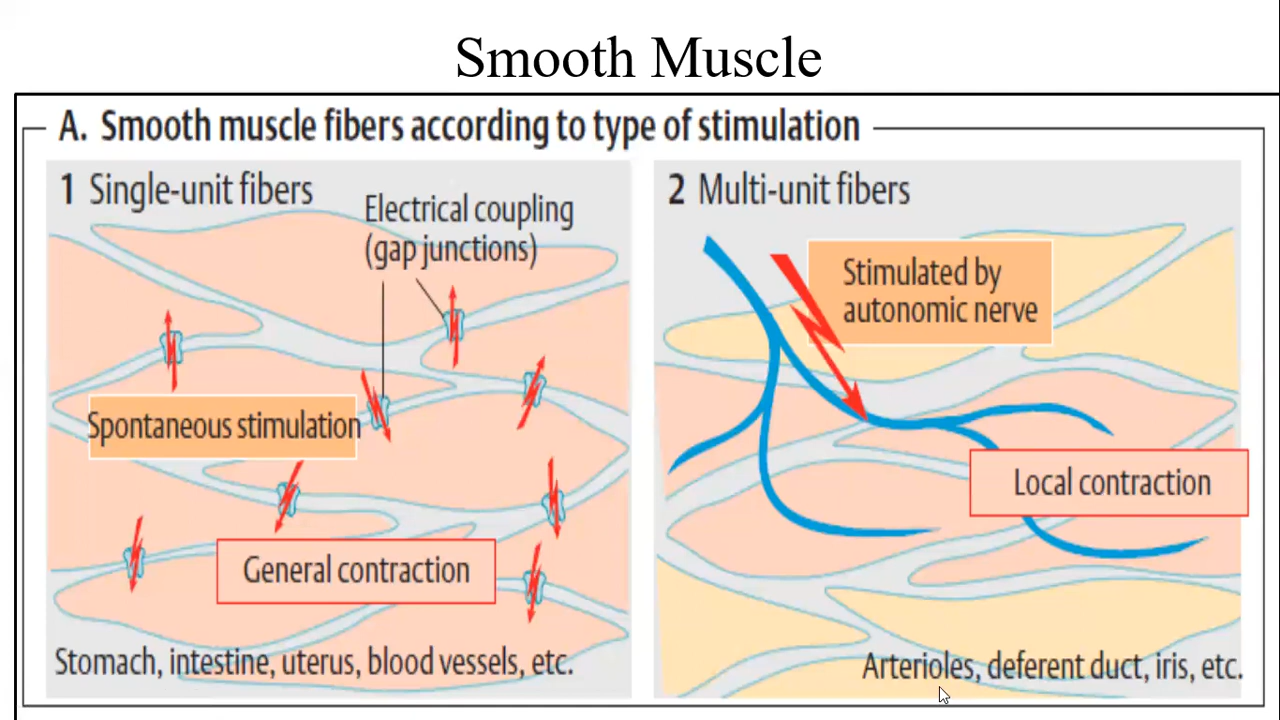 Smooth Muscle
A. Smooth muscle fibers according to type of stimulation
1 Single-unit fibers
Electrical coupling
(gap junctions)
Spontaneous stimulation
General contraction
Stomach, intestine, uterus, blood vessels, etc.
2 Multi-unit fibers
Stimulated by
autonomic nerve
Local contraction
Arterioles, deferent duct, iris, etc.